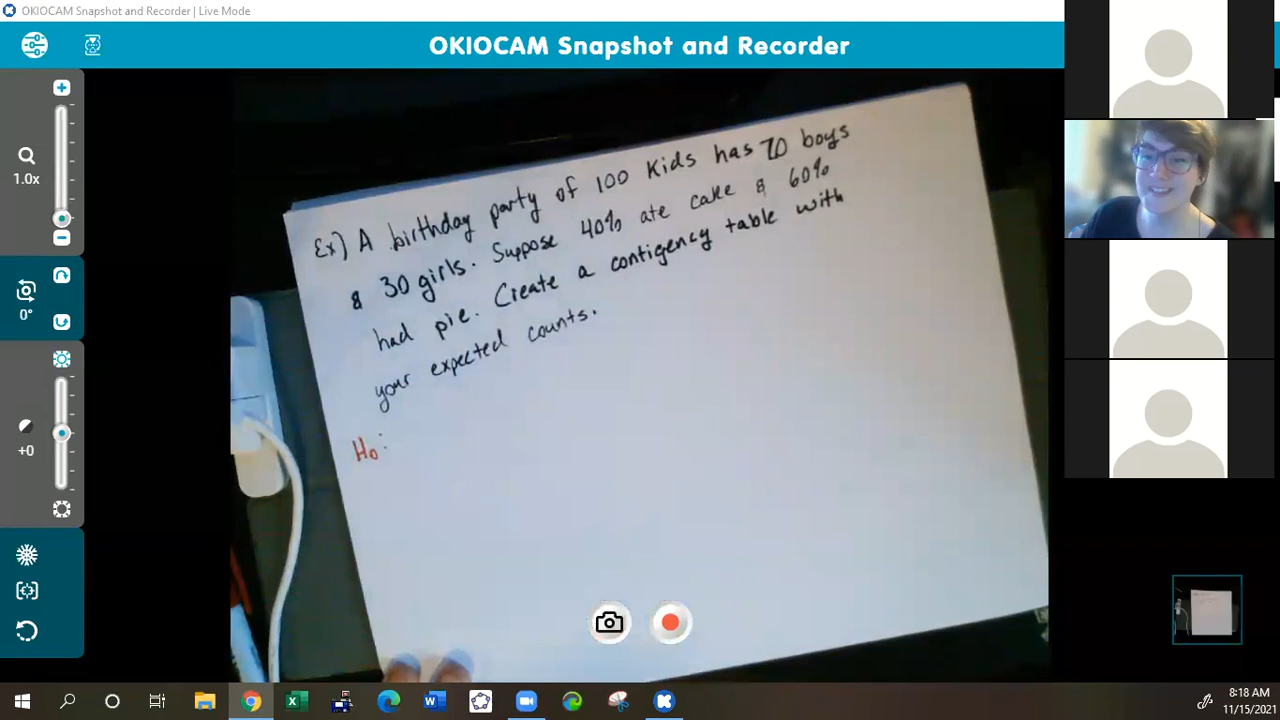 OKIOCAM Snapshot and Recorder | Live Mode
OKIOCAM Snapshot and Recorder
1.0x
0°
+0
Ex) A birthday party of 100 Kids has 70 boys
& 30 girls. Suppose 40% ate cake & 60%
had pie. Create a contigency table with
your expected counts.
Ho:
8:18 AM
11/15/2021